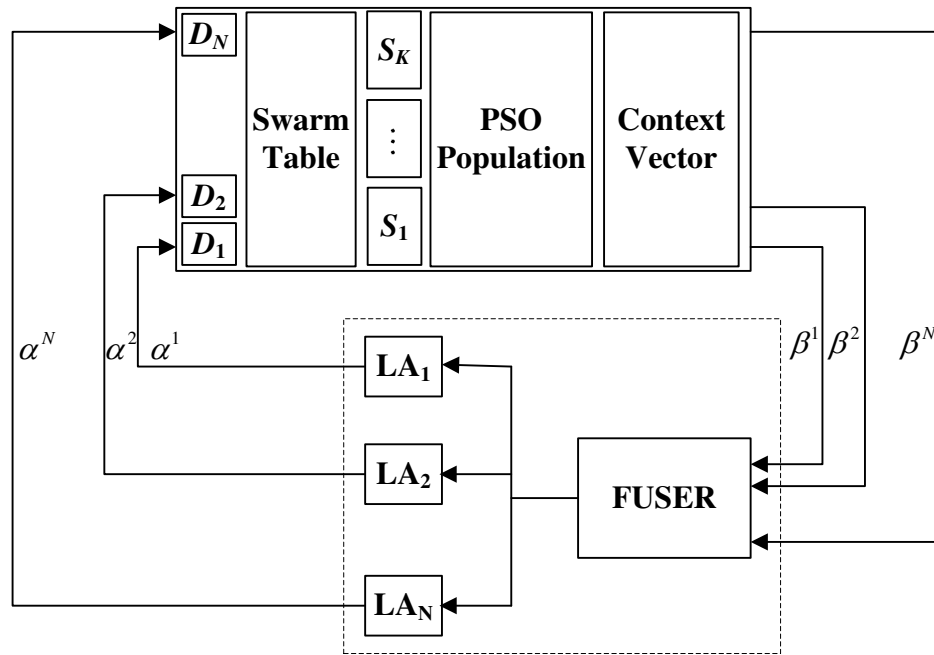 D_N
Swarm
Table
S_K
⋮
S_1
PSO
Population
Context
Vector
D_2
D_1
α^N
α^2
α^1
β^1
β^2
β^N
LA_1
LA_2
LA_N
FUSER